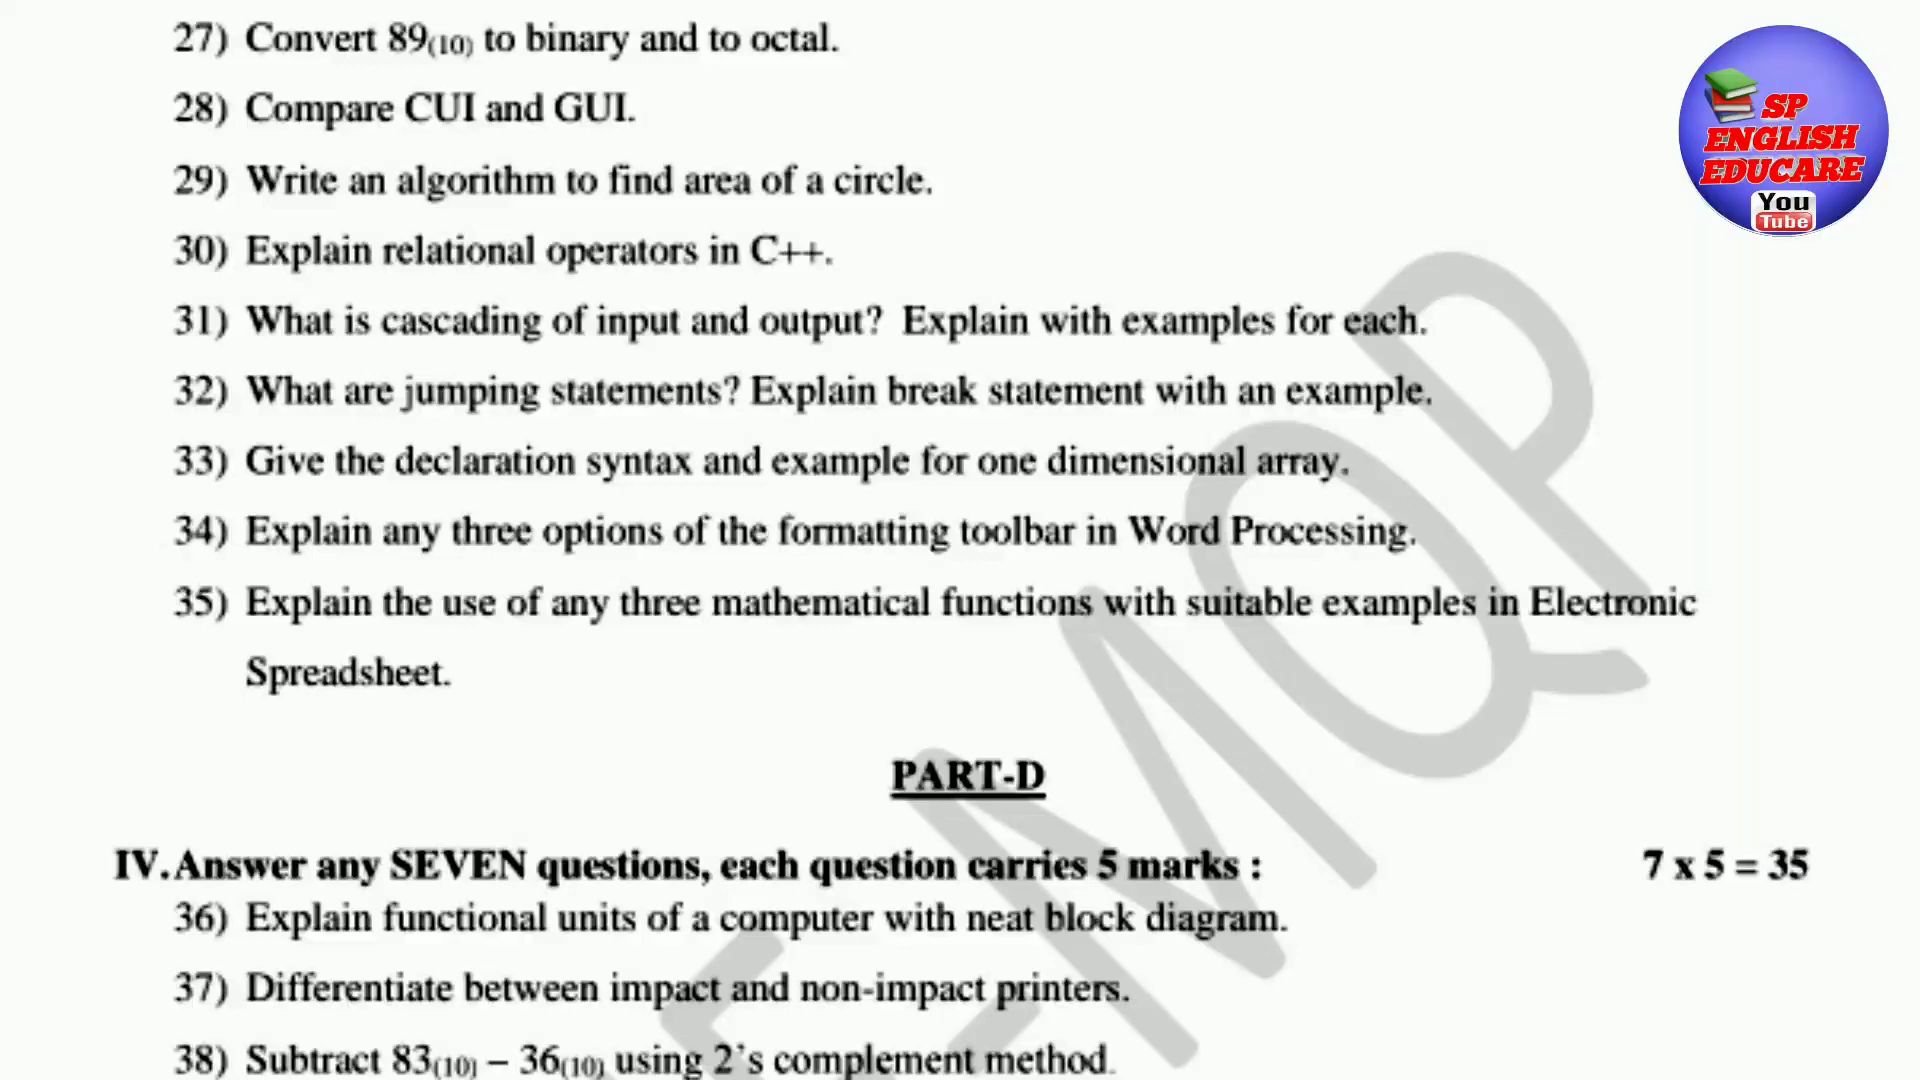 27) Convert 89(10) to binary and to octal.
28) Compare CUI and GUI.
29) Write an algorithm to find area of a circle.
30) Explain relational operators in C++.
31) What is cascading of input and output? Explain with examples for each.
32) What are jumping statements? Explain break statement with an example.
33) Give the declaration syntax and example for one dimensional array.
34) Explain any three options of the formatting toolbar in Word Processing.
35) Explain the use of any three mathematical functions with suitable examples in Electronic
Spreadsheet.
PART-D
IV. Answer any SEVEN questions, each question carries 5 marks : 7 x 5 = 35
36) Explain functional units of a computer with neat block diagram.
37) Differentiate between impact and non-impact printers.
38) Subtract 83(10) – 36(10) using 2's complement method.
SP
ENGLISH
EDUCARE
You
Tube
-MQP